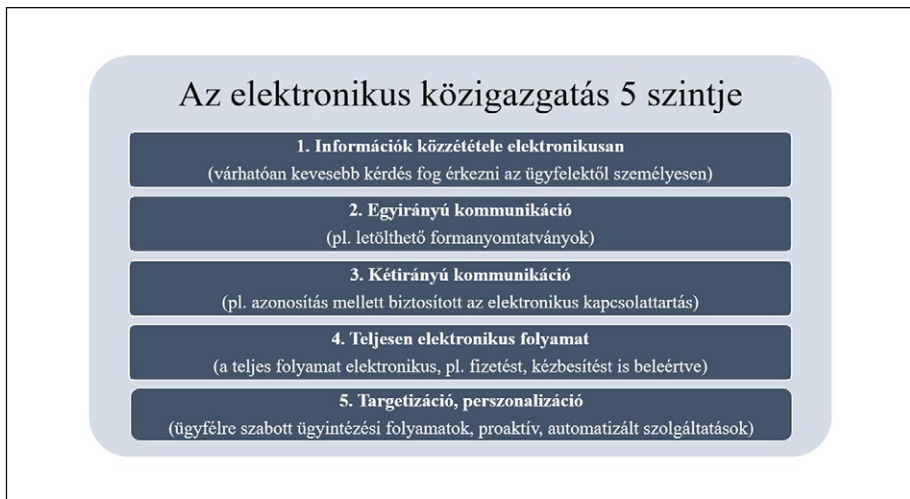 Az elektronikus közigazgatás 5 szintje
1. Információk közzététele elektronikusan
(várhatóan kevesebb kérdés fog érkezni az ügyfelektől személyesen)
2. Egyirányú kommunikáció
(pl. letölthető formanyomtatványok)
3. Kétirányú kommunikáció
(pl. azonosítás mellett biztosított az elektronikus kapcsolattartás)
4. Teljesen elektronikus folyamat
(a teljes folyamat elektronikus, pl. fizetést, kézbesítést is beleértve)
5. Targetizáció, perszonalizáció
(ügyfélre szabott ügyintézési folyamatok, proaktív, automatizált szolgáltatások)